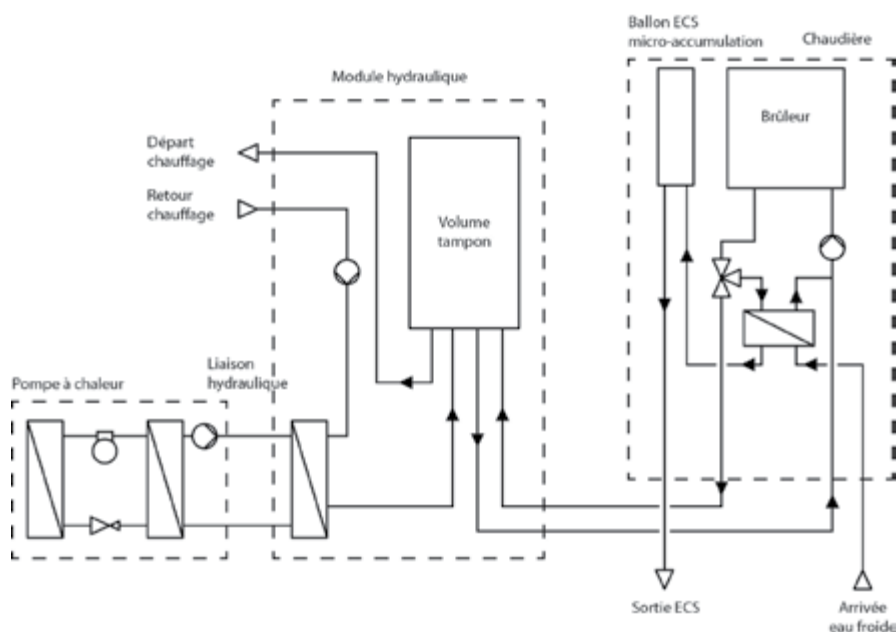 Ballon ECS
micro-accumulation
Chaudière
Module hydraulique
Brûleur
Départ
chauffage
Retour
chauffage
Volume
tampon
Liaison
hydraulique
Pompe à chaleur
Sortie ECS
Arrivée
eau froide